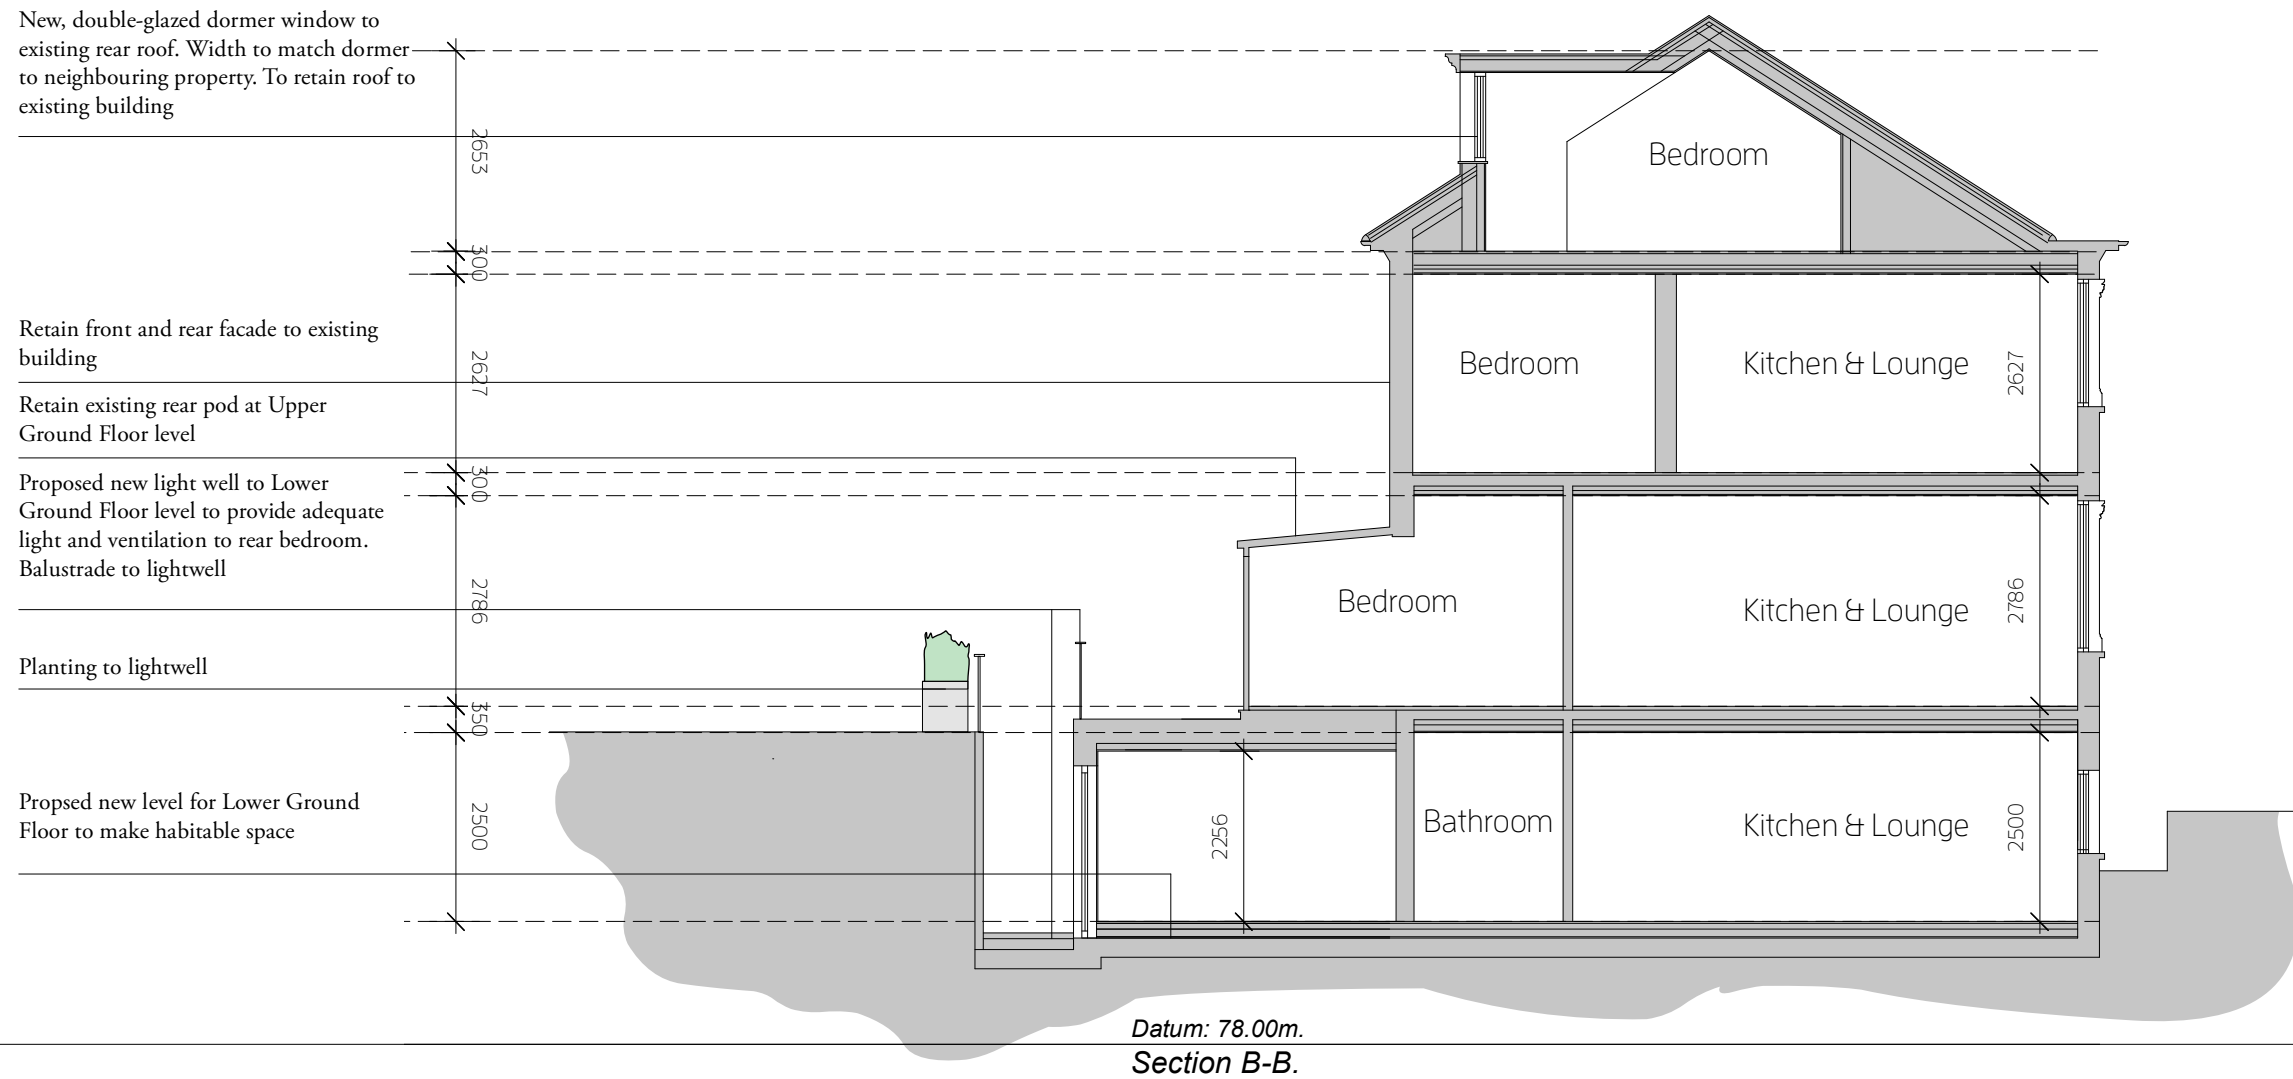 New, double-glazed dormer window to
existing rear roof. Width to match dormer
to neighbouring property. To retain roof to
existing building
2653
Bedroom
300
Retain front and rear facade to existing
building
2627
Bedroom
Kitchen & Lounge
2627
Retain existing rear pod at Upper
Ground Floor level
300
Proposed new light well to Lower
Ground Floor level to provide adequate
light and ventilation to rear bedroom.
Balustrade to lightwell
2786
Bedroom
Kitchen & Lounge
2786
Planting to lightwell
350
Propsed new level for Lower Ground
Floor to make habitable space
2500
2256
Bathroom
Kitchen & Lounge
2500
Datum: 78.00m.
Section B-B.